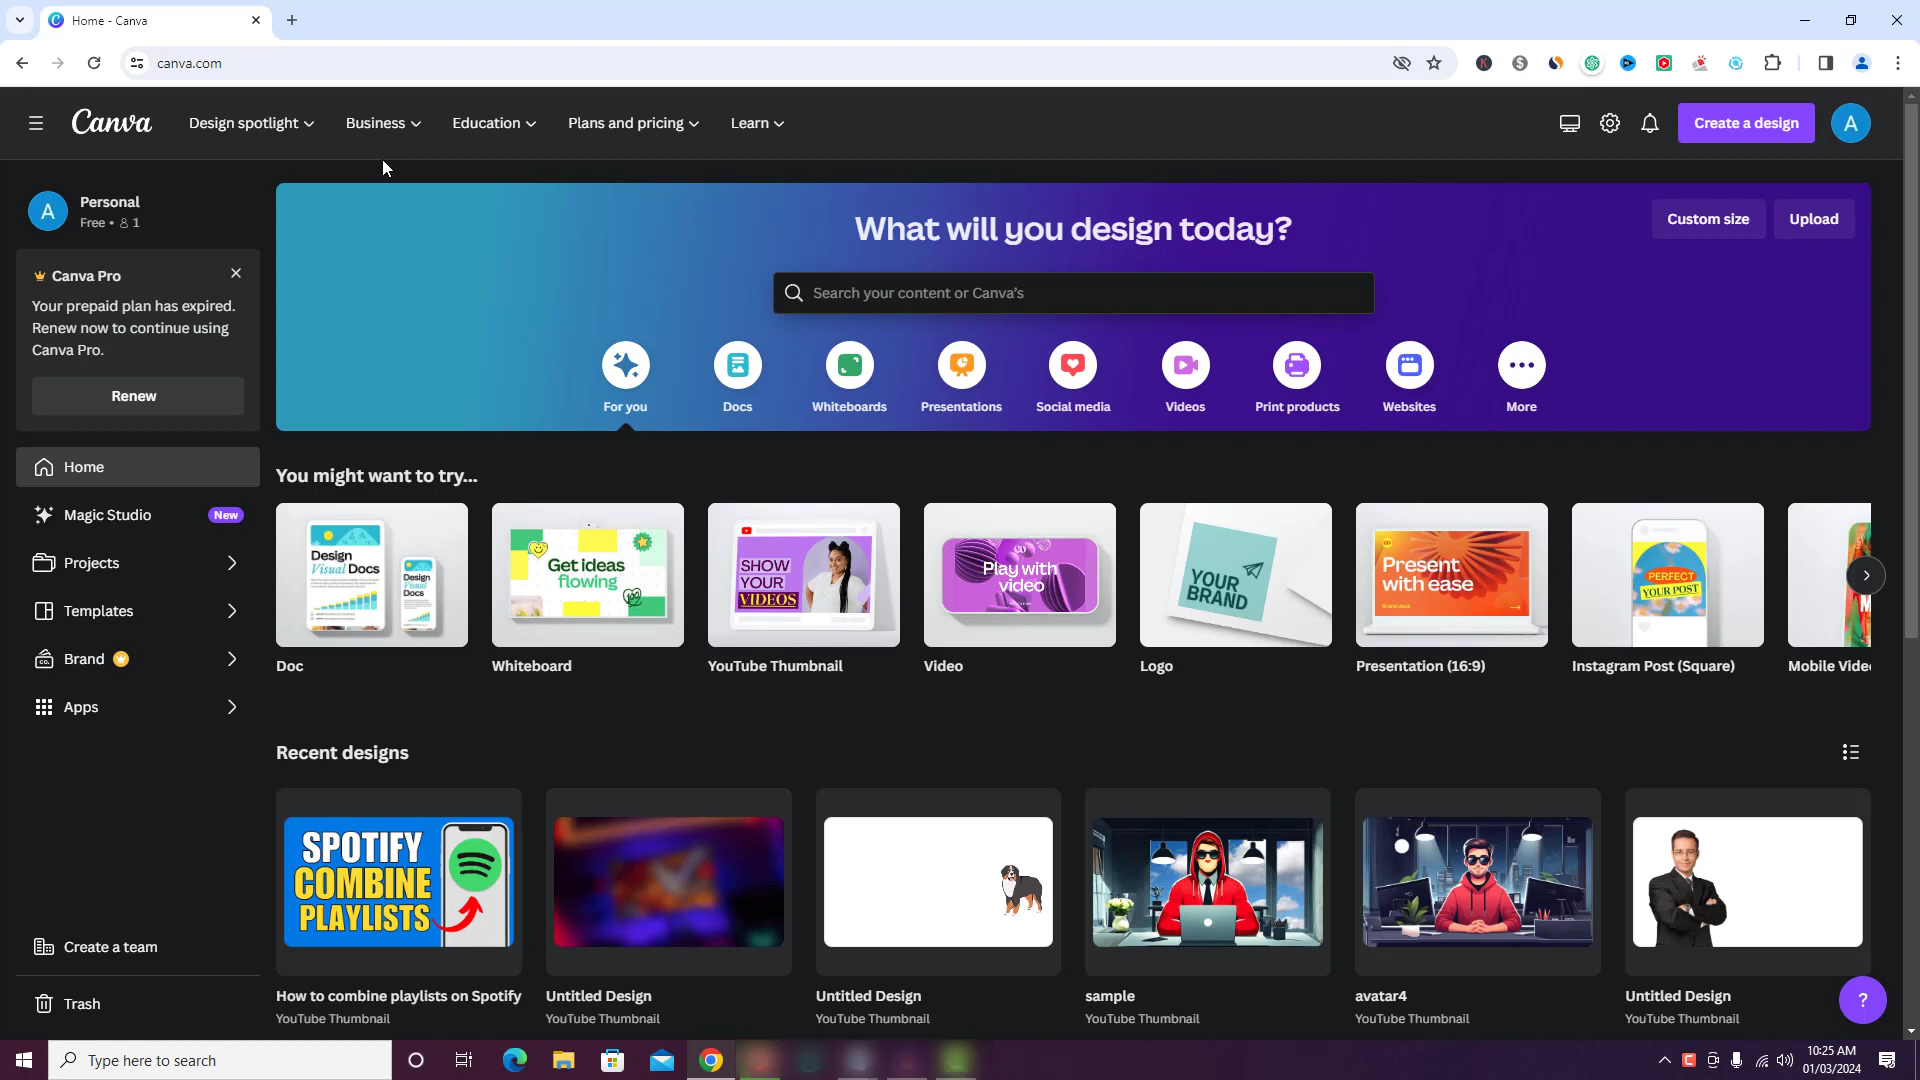 Home - Canva
canva.com
Canva
Design spotlight
Business
Education
Plans and pricing
Learn
Create a design
A
A
Personal
Free • 1
Canva Pro
Your prepaid plan has expired.
Renew now to continue using
Canva Pro.
Renew
What will you design today?
Custom size
Upload
Search your content or Canva's
For you
Docs
Whiteboards
Presentations
Social media
Videos
Print products
Websites
More
Home
Magic Studio
New
Projects
Templates
Brand
Apps
Create a team
Trash
You might want to try...
Design
Visual Docs
Design
Visual
Docs
Get ideas
flowing
SHOW
YOUR
VIDEOS
Play with
video
YOUR
BRAND
Present
with ease
PERFECT
YOUR POST
Doc
Whiteboard
YouTube Thumbnail
Video
Logo
Presentation (16:9)
Instagram Post (Square)
Mobile Vide
Recent designs
SPOTIFY
COMBINE
PLAYLISTS
How to combine playlists on Spotify
YouTube Thumbnail
Untitled Design
YouTube Thumbnail
Untitled Design
YouTube Thumbnail
sample
YouTube Thumbnail
avatar4
YouTube Thumbnail
Untitled Design
YouTube Thumbnail
?
Type here to search
10:25 AM
01/03/2024